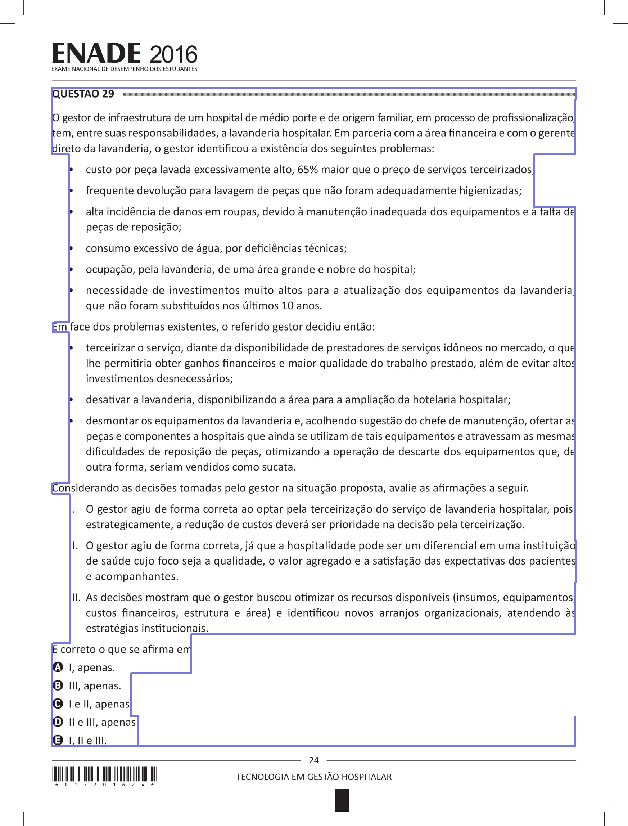 ENADE 2016
EXAME NACIONAL DE DESEMPENHO DOS ESTUDANTES
QUESTÃO 29
O gestor de infraestrutura de um hospital de médio porte e de origem familiar, em processo de profissionalização,
tem, entre suas responsabilidades, a lavanderia hospitalar. Em parceria com a área financeira e com o gerente
direto da lavanderia, o gestor identificou a existência dos seguintes problemas:
• custo por peça lavada excessivamente alto, 65% maior que o preço de serviços terceirizados;
• frequente devolução para lavagem de peças que não foram adequadamente higienizadas;
• alta incidência de danos em roupas, devido à manutenção inadequada dos equipamentos e à falta de
peças de reposição;
• consumo excessivo de água, por deficiências técnicas;
• ocupação, pela lavanderia, de uma área grande e nobre do hospital;
• necessidade de investimentos muito altos para a atualização dos equipamentos da lavanderia,
que não foram substituídos nos últimos 10 anos.
Em face dos problemas existentes, o referido gestor decidiu então:
• terceirizar o serviço, diante da disponibilidade de prestadores de serviços idôneos no mercado, o que
lhe permitiria obter ganhos financeiros e maior qualidade do trabalho prestado, além de evitar altos
investimentos desnecessários;
• desativar a lavanderia, disponibilizando a área para a ampliação da hotelaria hospitalar;
• desmontar os equipamentos da lavanderia e, acolhendo sugestão do chefe de manutenção, ofertar as
peças e componentes a hospitais que ainda se utilizam de tais equipamentos e atravessam as mesmas
dificuldades de reposição de peças, otimizando a operação de descarte dos equipamentos que, de
outra forma, seriam vendidos como sucata.
Considerando as decisões tomadas pelo gestor na situação proposta, avalie as afirmações a seguir.
I. O gestor agiu de forma correta ao optar pela terceirização do serviço de lavanderia hospitalar, pois,
estrategicamente, a redução de custos deverá ser prioridade na decisão pela terceirização.
II. O gestor agiu de forma correta, já que a hospitalidade pode ser um diferencial em uma instituição
de saúde cujo foco seja a qualidade, o valor agregado e a satisfação das expectativas dos pacientes
e acompanhantes.
III. As decisões mostram que o gestor buscou otimizar os recursos disponíveis (insumos, equipamentos,
custos financeiros, estrutura e área) e identificou novos arranjos organizacionais, atendendo às
estratégias institucionais.
É correto o que se afirma em
A I, apenas.
B III, apenas.
C I e II, apenas.
D II e III, apenas.
E I, II e III.
24
TECNOLOGIA EM GESTÃO HOSPITALAR